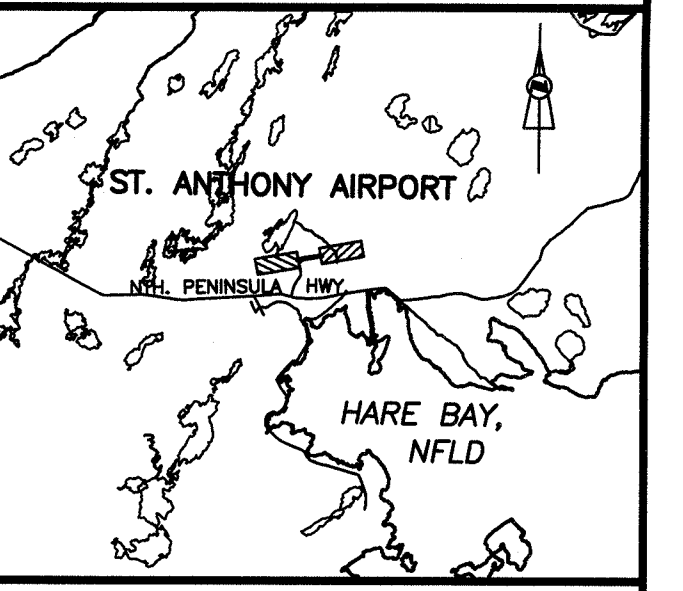 ST. ANTHONY AIRPORT
NTH. PENINSULA HWY.
HARE BAY,
NFLD